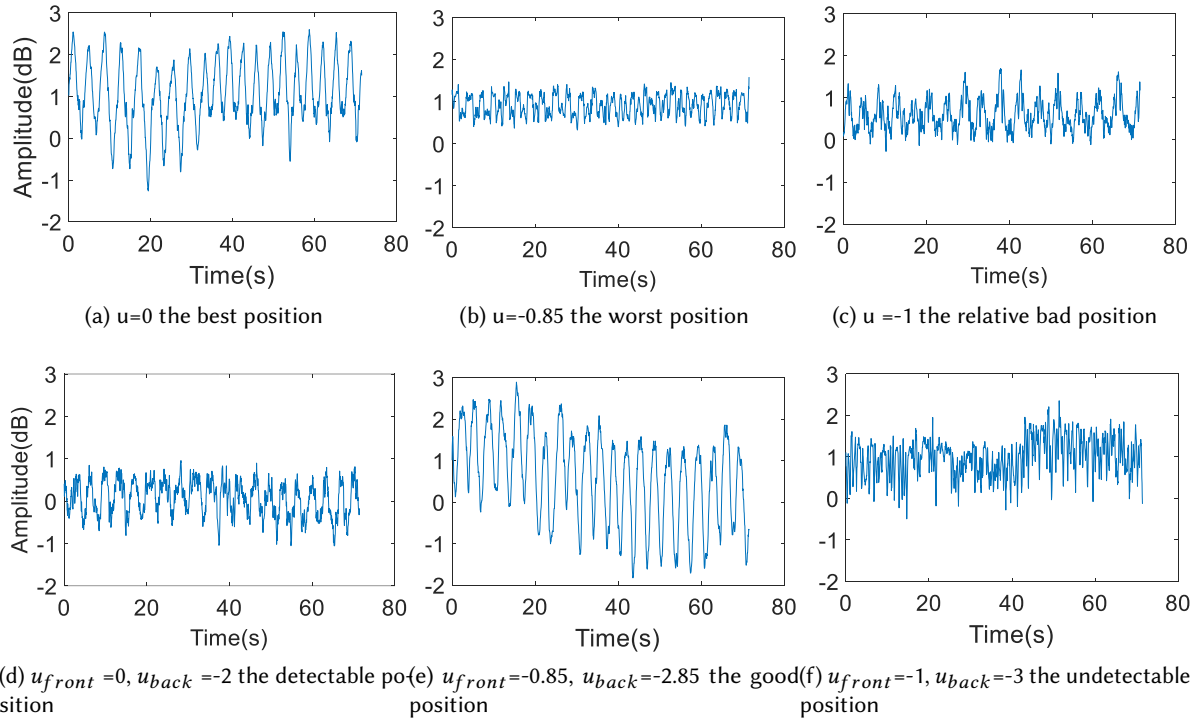 3
3
3
2
2
2
1
1
1
0
0
0
-1
-1
-1
-2
-2
-2
Amplitude(dB)
0 20 40 60 80
0 20 40 60 80
0 20 40 60 80
Time(s)
Time(s)
Time(s)
(a) u=0 the best position
(b) u=-0.85 the worst position
(c) u =-1 the relative bad position
3
3
3
2
2
2
1
1
1
0
0
0
-1
-1
-1
-2
-2
-2
Amplitude(dB)
0 20 40 60 80
0 20 40 60 80
0 20 40 60 80
Time(s)
Time(s)
Time(s)
(d) u_front =0, u_back =-2 the detectable po-
sition
(e) u_front=-0.85, u_back=-2.85 the good
position
(f) u_front=-1, u_back=-3 the undetectable
position